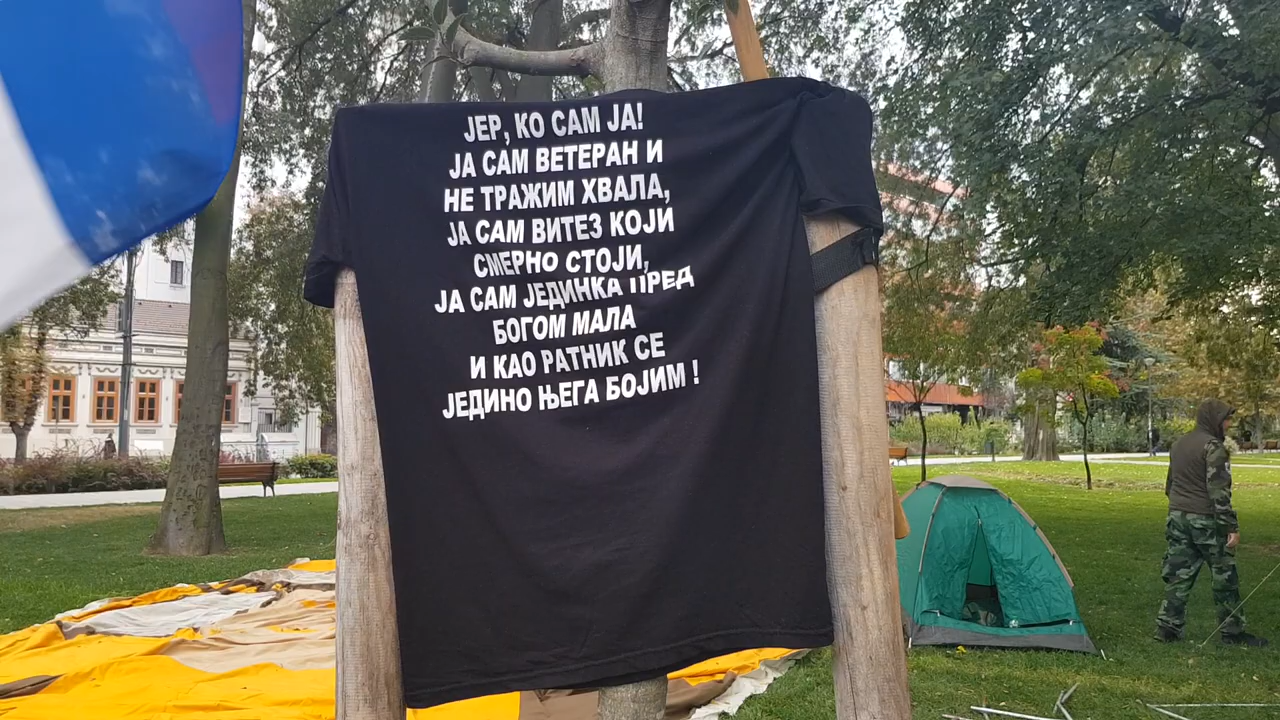 ЈЕР, КО САМ ЈА!
ЈА САМ ВЕТЕРАН И
НЕ ТРАЖИМ ХВАЛА,
ЈА САМ ВИТЕЗ КОЈИ
СМЕРНО СТОЈИ,
ЈА САМ ЈЕДИНКА ПРЕД
БОГОМ МАЛА
И КАО РАТНИК СЕ
ЈЕДИНО ЊЕГА БОЈИМ !